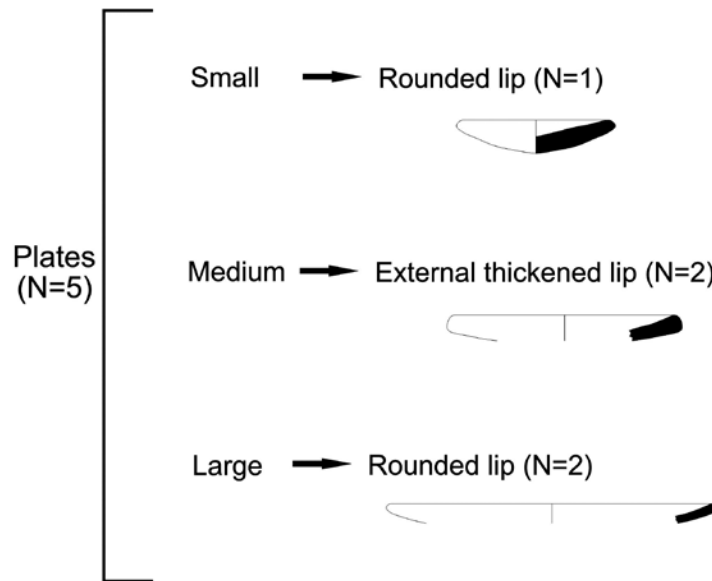 Plates
(N=5)
Small
Rounded lip (N=1)
Medium
External thickened lip (N=2)
Large
Rounded lip (N=2)